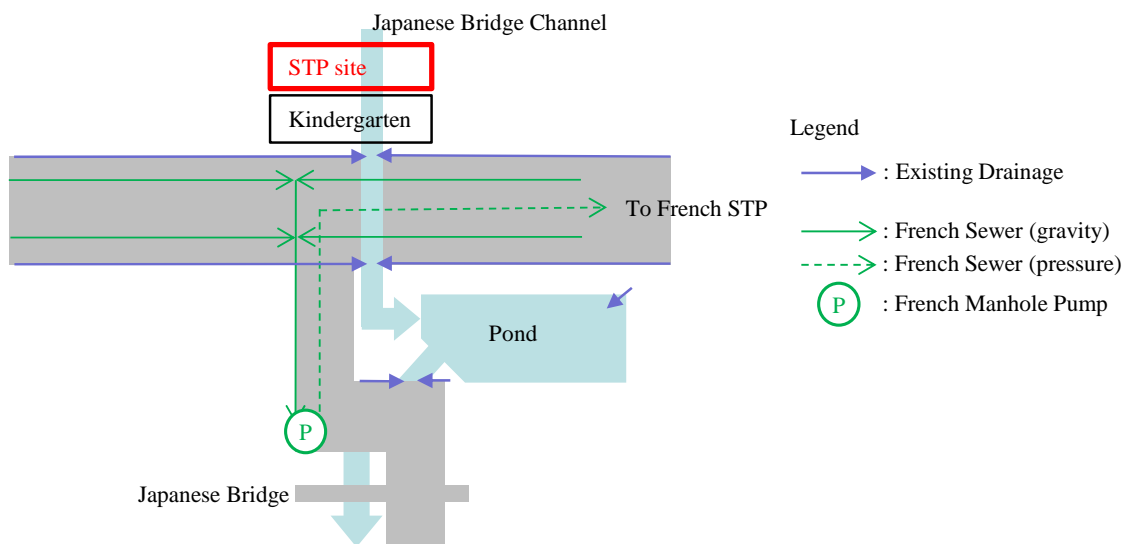 Japanese Bridge Channel
STP site
Kindergarten
Legend
: Existing Drainage
To French STP
: French Sewer (gravity)
: French Sewer (pressure)
P
: French Manhole Pump
Pond
P
Japanese Bridge